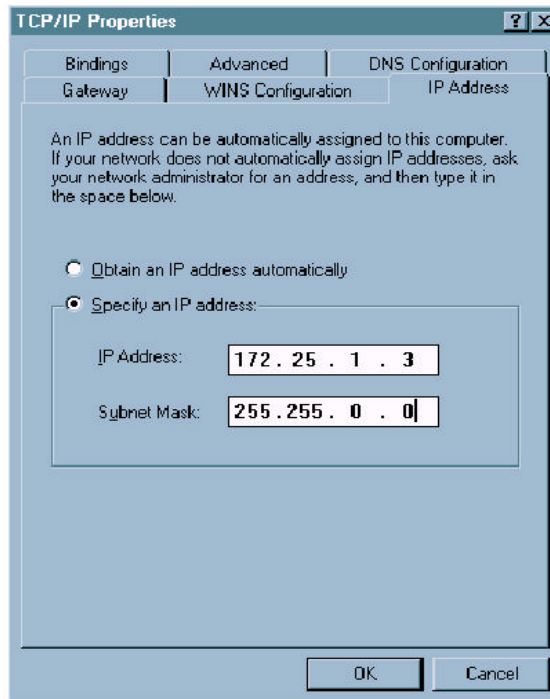 TCP/IP Properties
Bindings Advanced DNS Configuration
Gateway WINS Configuration IP Address
An IP address can be automatically assigned to this computer.
If your network does not automatically assign IP addresses, ask
your network administrator for an address, and then type it in
the space below.
Obtain an IP address automatically
Specify an IP address:
IP Address: 172.25.1.3
Subnet Mask: 255.255.0.0
OK Cancel